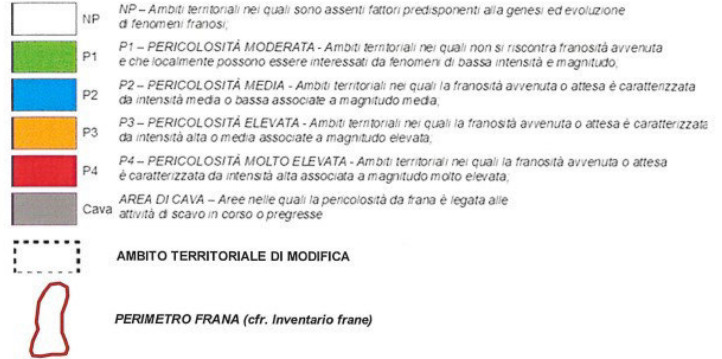 NP NP – Ambiti territoriali nei quali sono assenti fattori predisponenti alla genesi ed evoluzione
di fenomeni franosi;
P1 P1 – PERICOLOSITÀ MODERATA - Ambiti territoriali nei quali non si riscontra franosità avvenuta
e che localmente possono essere interessati da fenomeni di bassa intensità e magnitudo;
P2 P2 – PERICOLOSITÀ MEDIA - Ambiti territoriali nei quali la franosità avvenuta o attesa è caratterizzata
da intensità media o bassa associate a magnitudo media;
P3 P3 – PERICOLOSITÀ ELEVATA - Ambiti territoriali nei quali la franosità avvenuta o attesa è caratterizzata
da intensità alta o media associate a magnitudo elevata;
P4 P4 – PERICOLOSITÀ MOLTO ELEVATA - Ambiti territoriali nei quali la franosità avvenuta o attesa
è caratterizzata da intensità alta associata a magnitudo molto elevata;
Cava AREA DI CAVA – Aree nelle quali la pericolosità da frana è legata alle
attività di scavo in corso o pregresse
AMBITO TERRITORIALE DI MODIFICA
PERIMETRO FRANA (cfr. Inventario frane)